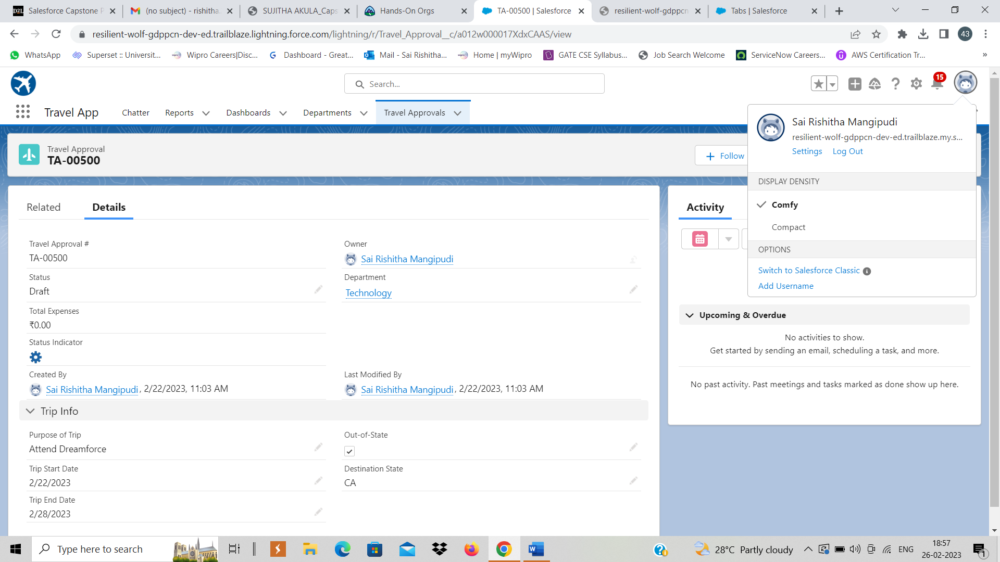 Salesforce Capstone P
(no subject) - rishitha.
SUJITHA AKULA_Caps
Hands-On Orgs
TA-00500 | Salesforce
resilient-wolf-gdppcn
Tabs | Salesforce
resilient-wolf-gdppcn-dev-ed.trailblaze.lightning.force.com/lightning/r/Travel_Approval__c/a012w000017XdxCAAS/view
43
WhatsApp
Superset :: Universit...
Wipro Careers|Disc...
Dashboard - Great...
Mail - Sai Rishitha...
Home | myWipro
GATE CSE Syllabus...
Job Search Welcome
ServiceNow Careers...
AWS Certification Tr...
»
Search...
15
Travel App
Chatter
Reports
Dashboards
Departments
Travel Approvals
Sai Rishitha Mangipudi
resilient-wolf-gdppcn-dev-ed.trailblaze.my.s...
Settings
Log Out
Travel Approval
TA-00500
Follow
DISPLAY DENSITY
Comfy
Compact
OPTIONS
Switch to Salesforce Classic
Add Username
Related
Details
Travel Approval #
TA-00500
Owner
Sai Rishitha Mangipudi
Status
Draft
Department
Technology
Total Expenses
₹0.00
Status Indicator
Created By
Sai Rishitha Mangipudi, 2/22/2023, 11:03 AM
Last Modified By
Sai Rishitha Mangipudi, 2/22/2023, 11:03 AM
Trip Info
Purpose of Trip
Attend Dreamforce
Out-of-State
Trip Start Date
2/22/2023
Destination State
CA
Trip End Date
2/28/2023
Activity
Upcoming & Overdue
No activities to show.
Get started by sending an email, scheduling a task, and more.
No past activity. Past meetings and tasks marked as done show up here.
Type here to search
28°C Partly cloudy
ENG
18:57
26-02-2023
1